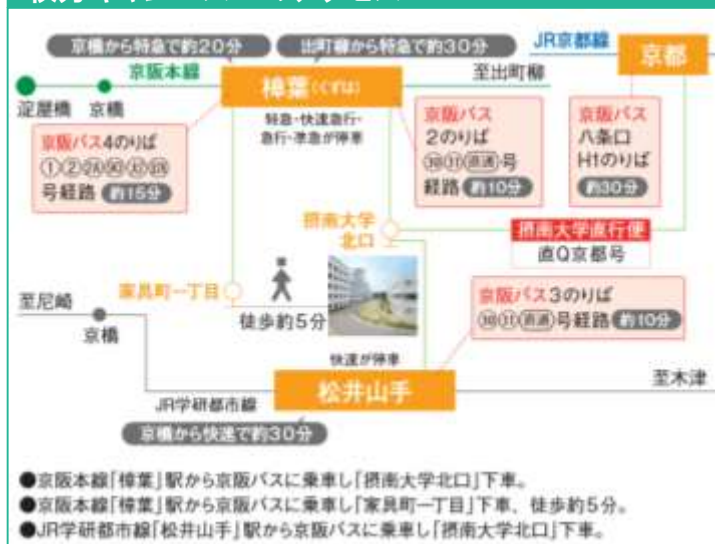 京橋から特急で約20分
出町柳から特急で約30分
JR京都線
京都
京阪本線
樟葉(くずは)
至出町柳
淀屋橋
京橋
特急・快速急行・
急行・準急が停車
京阪バス4のりば
号経路 約15分
京阪バス
2のりば
号
経路 約10分
京阪バス
八条口
H1のりば
約30分
摂南大学
北口
摂南大学直行便
直Q京都号
家具町一丁目
徒歩約5分
至尼崎
京橋
京阪バス3のりば
号経路 約10分
快速が停車
松井山手
至木津
JR学研都市線
京橋から快速で約30分
●京阪本線「樟葉」駅から京阪バスに乗車し「摂南大学北口」下車。
●京阪本線「樟葉」駅から京阪バスに乗車し「家具町一丁目」下車、徒歩約5分。
●JR学研都市線「松井山手」駅から京阪バスに乗車し「摂南大学北口」下車。